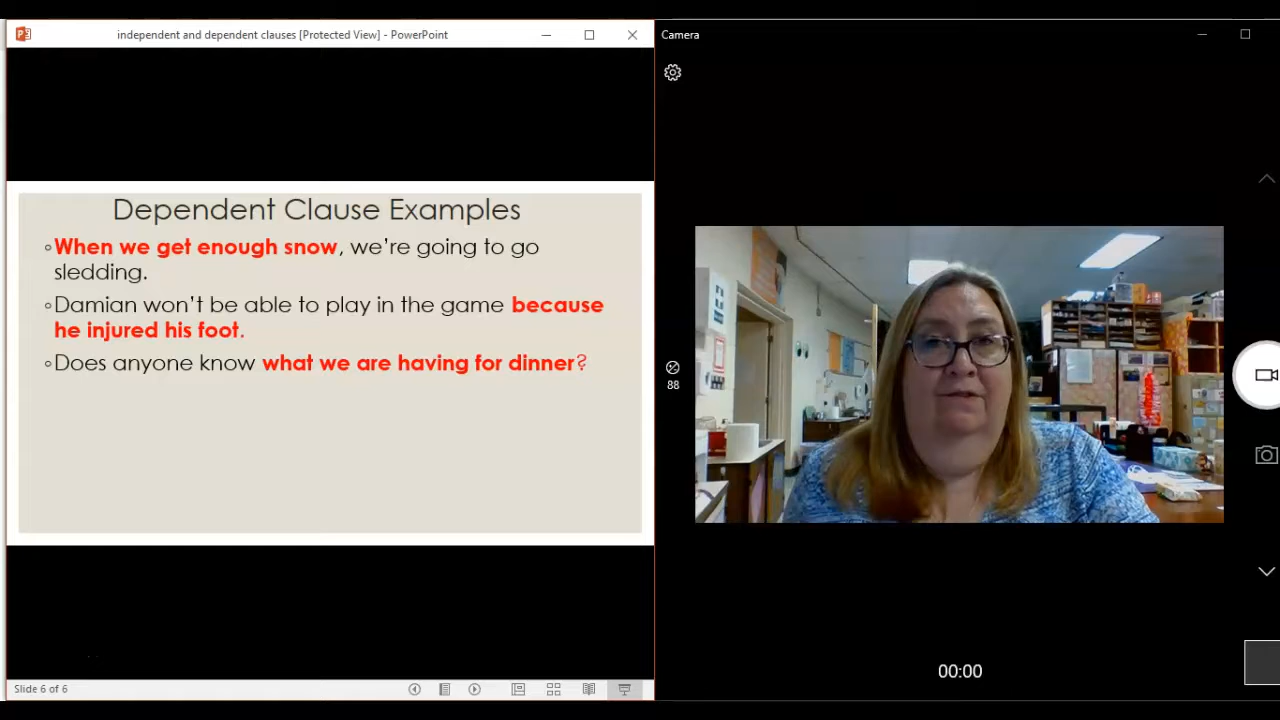 independent and dependent clauses [Protected View] - PowerPoint
Camera
Dependent Clause Examples
When we get enough snow, we're going to go
sledding.
Damian won't be able to play in the game because
he injured his foot.
Does anyone know what we are having for dinner?
88
00:00
Slide 6 of 6